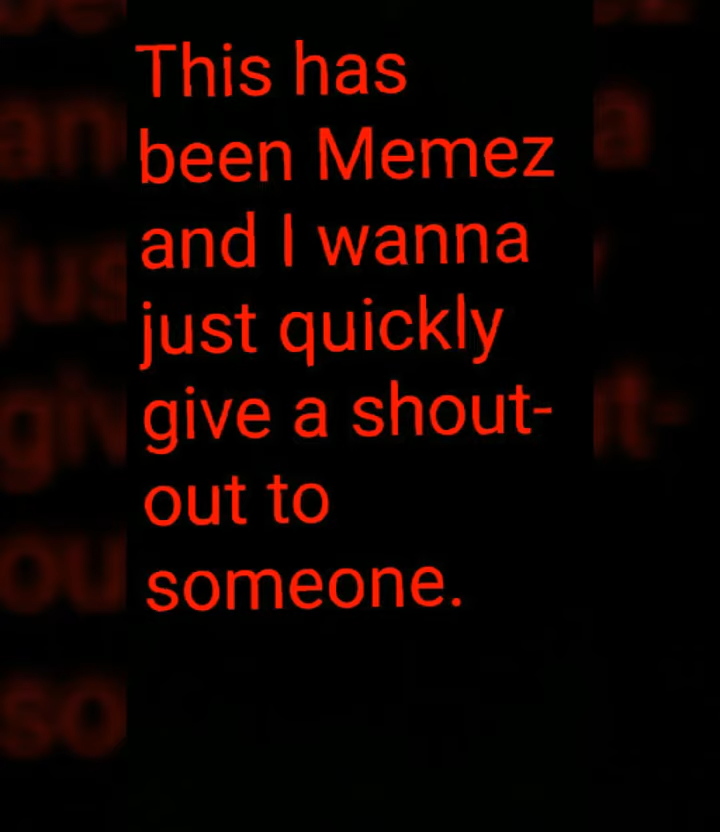 This has
been Memez
and I wanna
just quickly
give a shout-
out to
someone.